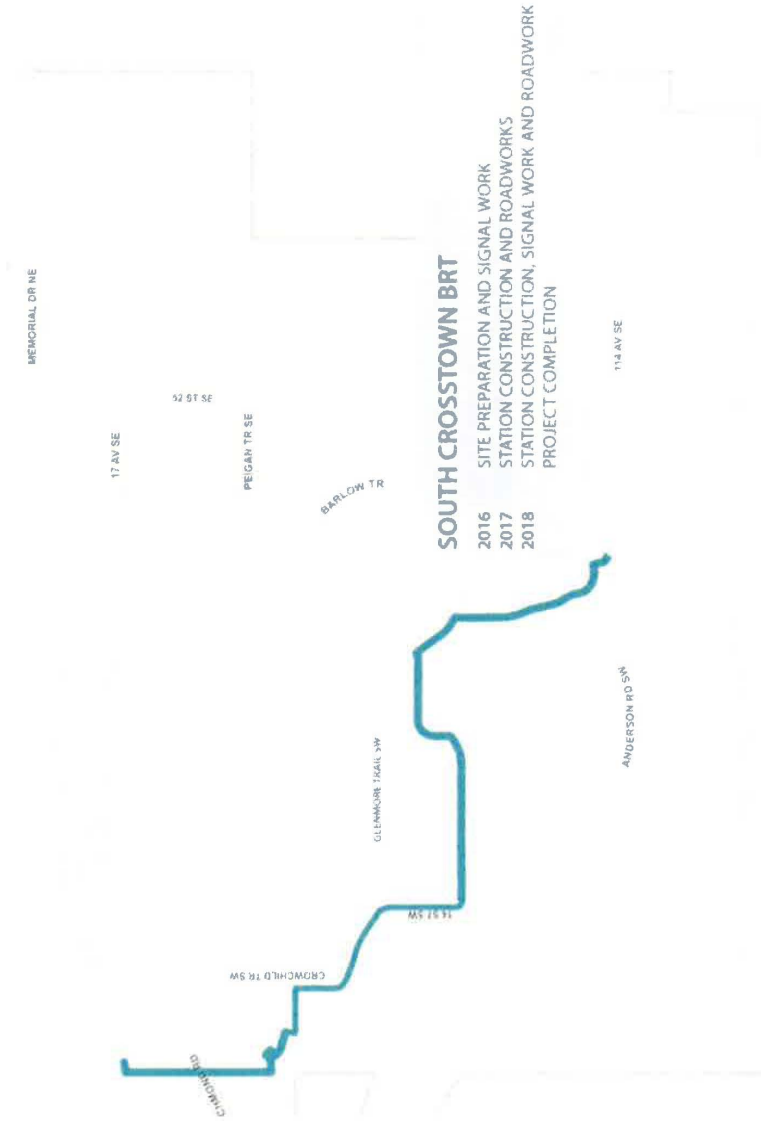 MEMORIAL DR NE
17 AV SE
52 ST SE
PEIGAN TR SE
BARLOW TR
SOUTH CROSSTOWN BRT
2016 SITE PREPARATION AND SIGNAL WORK
2017 STATION CONSTRUCTION AND ROADWORKS
2018 STATION CONSTRUCTION, SIGNAL WORK AND ROADWORK
PROJECT COMPLETION
114 AV SE
GLENMORE TRAIL SW
ANDERSON RD SW
14 ST SW
CROWCHILD TR SW
CHMOND RD